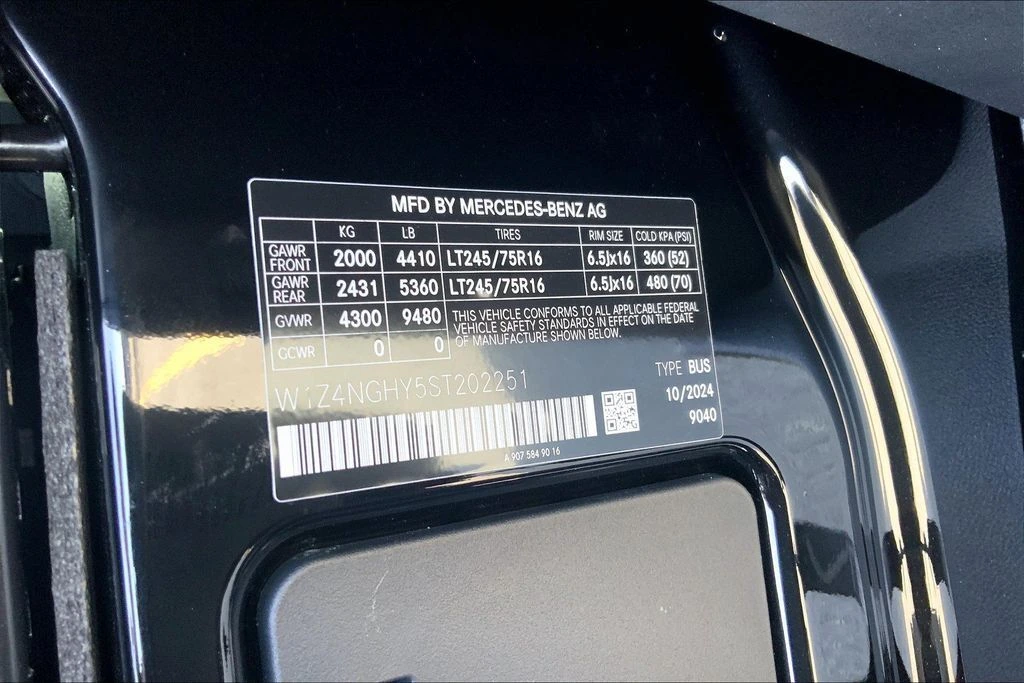 MFD BY MERCEDES-BENZ AG
KG LB TIRES RIM SIZE COLD KPA (PSI)
GAWR FRONT 2000 4410 LT245/75R16 6.5Jx16 360 (52)
GAWR REAR 2431 5360 LT245/75R16 6.5Jx16 480 (70)
GVWR 4300 9480
GCWR 0 0
THIS VEHICLE CONFORMS TO ALL APPLICABLE FEDERAL
VEHICLE SAFETY STANDARDS IN EFFECT ON THE DATE
OF MANUFACTURE SHOWN BELOW.
W1Z4NGHY5ST202251
TYPE BUS
10/2024
9040
A 907 584 90 16